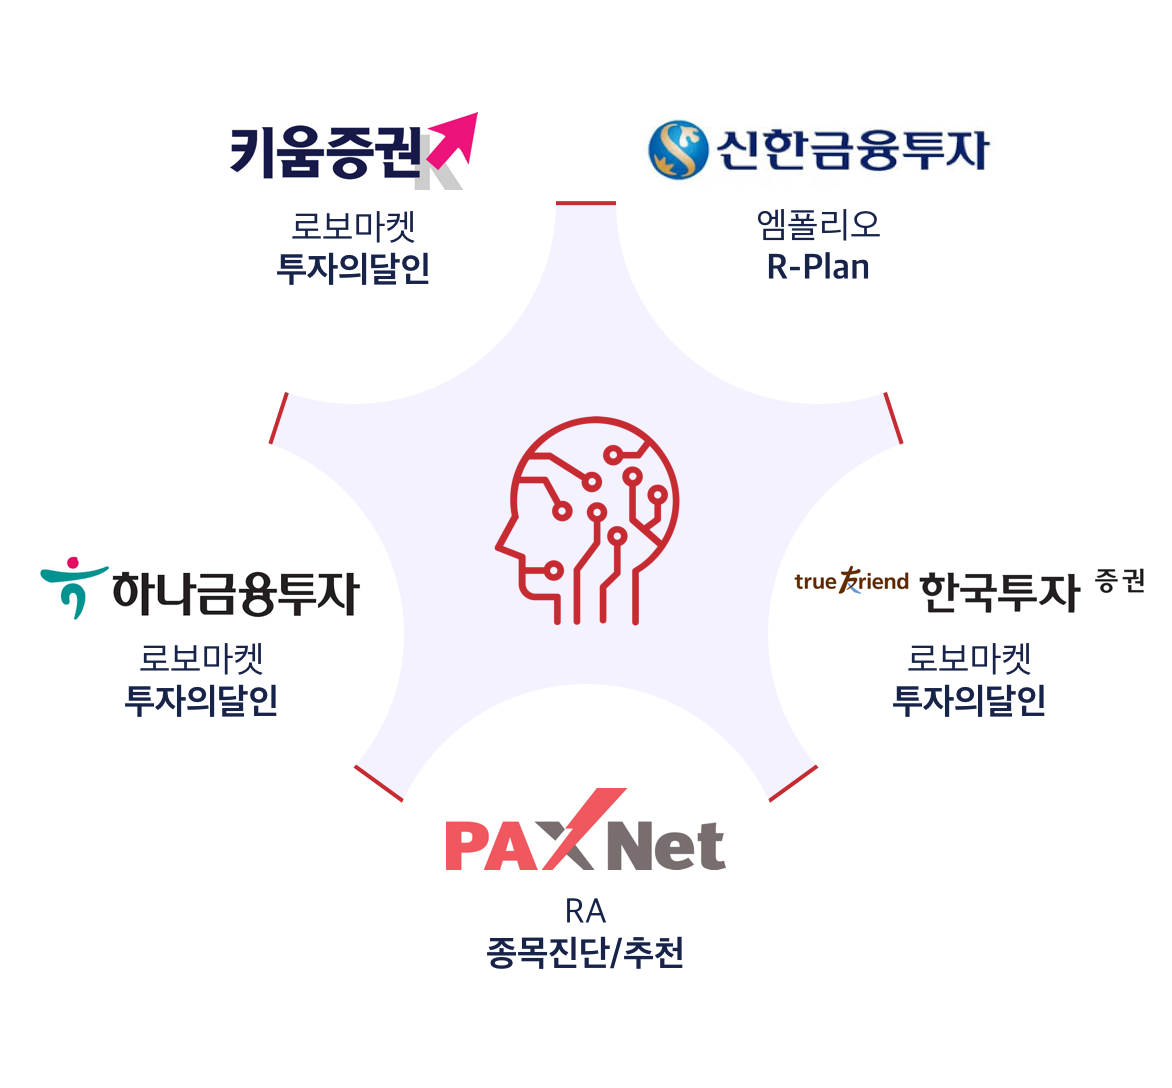 키움증권
로보마켓
투자의달인
신한금융투자
엠폴리오
R-Plan
하나금융투자
로보마켓
투자의달인
true friend 한국투자 증권
로보마켓
투자의달인
PAXNet
RA
종목진단/추천